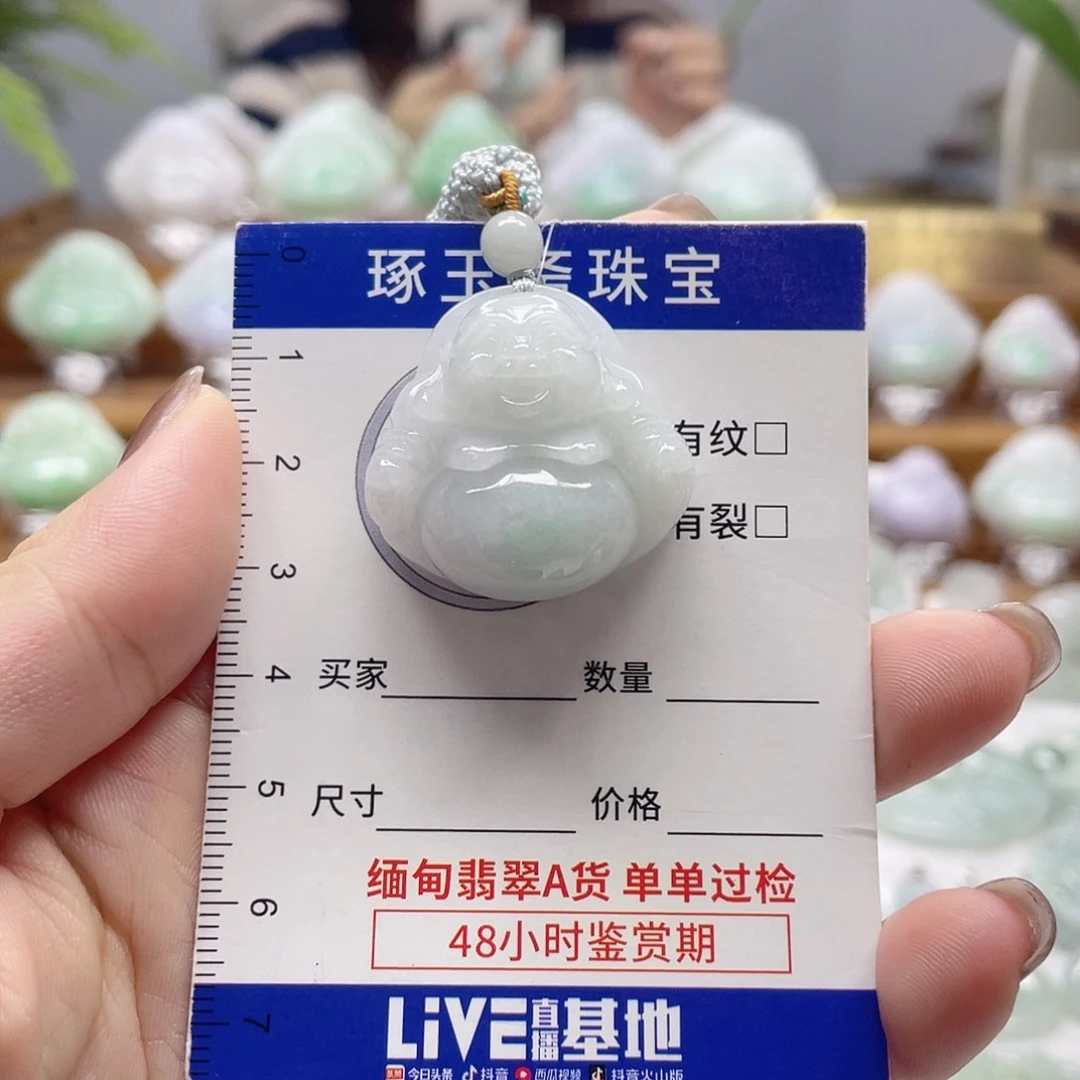 琢玉斋珠宝
0
1
有纹□
2
有裂□
3
4 买家 数量
5 尺寸 价格
缅甸翡翠A货 单单过检
6
48小时鉴赏期
7
LiVE直播基地
头条 今日头条 抖音 西瓜视频 抖音火山版